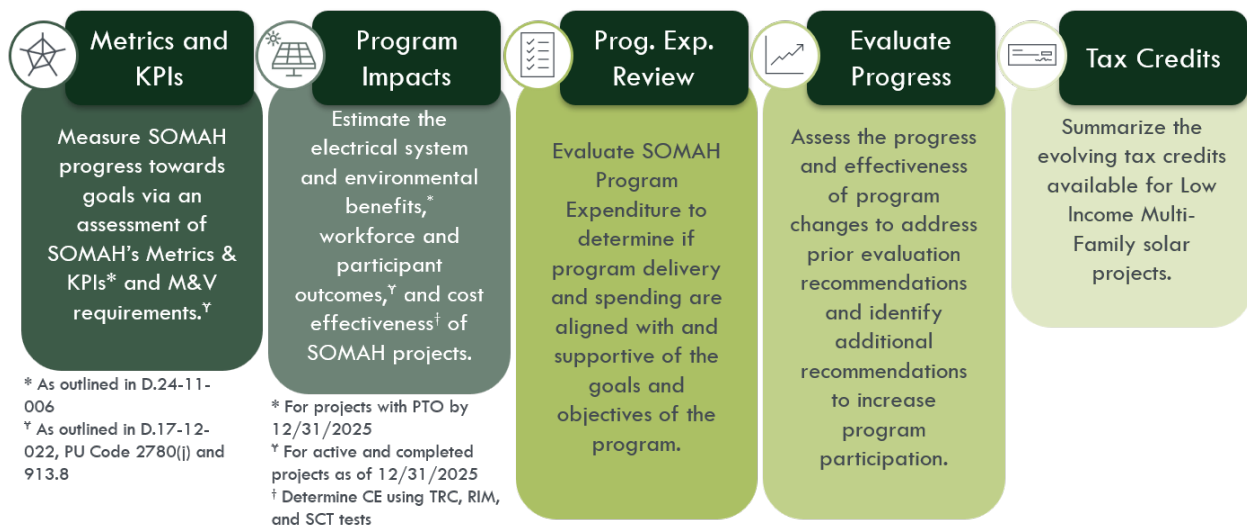 Metrics and
KPIs
Measure SOMAH
progress towards
goals via an
assessment of
SOMAH's Metrics &
KPIs* and M&V
requirements.ϒ
* As outlined in D.24-11-
006
ϒ As outlined in D.17-12-
022, PU Code 2780(j) and
913.8
Program
Impacts
Estimate the
electrical system
and environmental
benefits,*
workforce and
participant
outcomes,ϒ and cost
effectiveness† of
SOMAH projects.
* For projects with PTO by
12/31/2025
ϒ For active and completed
projects as of 12/31/2025
† Determine CE using TRC, RIM,
and SCT tests
Prog. Exp.
Review
Evaluate SOMAH
Program
Expenditure to
determine if
program delivery
and spending are
aligned with and
supportive of the
goals and
objectives of the
program.
Evaluate
Progress
Assess the progress
and effectiveness
of program
changes to address
prior evaluation
recommendations
and identify
additional
recommendations
to increase
program
participation.
Tax Credits
Summarize the
evolving tax credits
available for Low
Income Multi-
Family solar
projects.